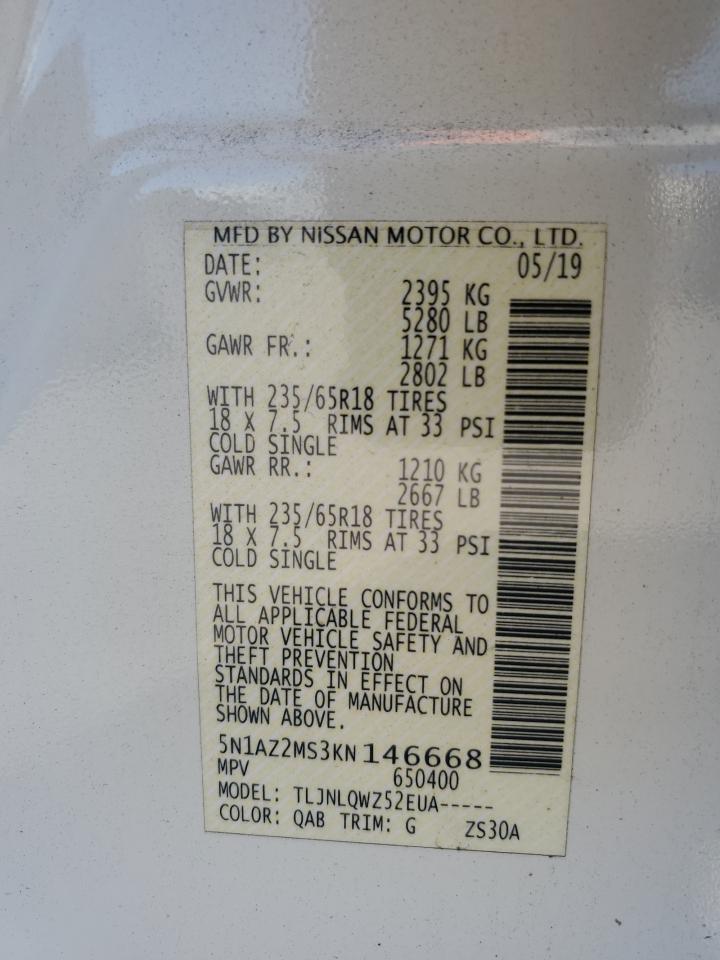 MFD BY NISSAN MOTOR CO., LTD.
DATE: 05/19
GVWR: 2395 KG
5280 LB
GAWR FR.: 1271 KG
2802 LB
WITH 235/65R18 TIRES
18 X 7.5 RIMS AT 33 PSI
COLD SINGLE
GAWR RR.: 1210 KG
2667 LB
WITH 235/65R18 TIRES
18 X 7.5 RIMS AT 33 PSI
COLD SINGLE
THIS VEHICLE CONFORMS TO
ALL APPLICABLE FEDERAL
MOTOR VEHICLE SAFETY AND
THEFT PREVENTION
STANDARDS IN EFFECT ON
THE DATE OF MANUFACTURE
SHOWN ABOVE.
5N1AZ2MS3KN146668
MPV 650400
MODEL: TLJNLQWZ52EUA-----
COLOR: QAB TRIM: G ZS30A